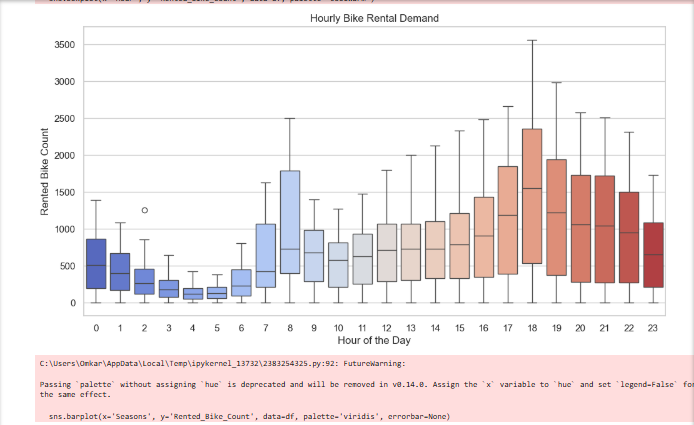 Hourly Bike Rental Demand
3500
3000
2500
2000
1500
1000
500
0
Rented Bike Count
0 1 2 3 4 5 6 7 8 9 10 11 12 13 14 15 16 17 18 19 20 21 22 23
Hour of the Day
C:\Users\Omkar\AppData\Local\Temp\ipykernel_13732\2383254325.py:92: FutureWarning:
Passing `palette` without assigning `hue` is deprecated and will be removed in v0.14.0. Assign the `x` variable to `hue` and set `legend=False` for
the same effect.
sns.barplot(x='Seasons', y='Rented_Bike_Count', data=df, palette='viridis', errorbar=None)